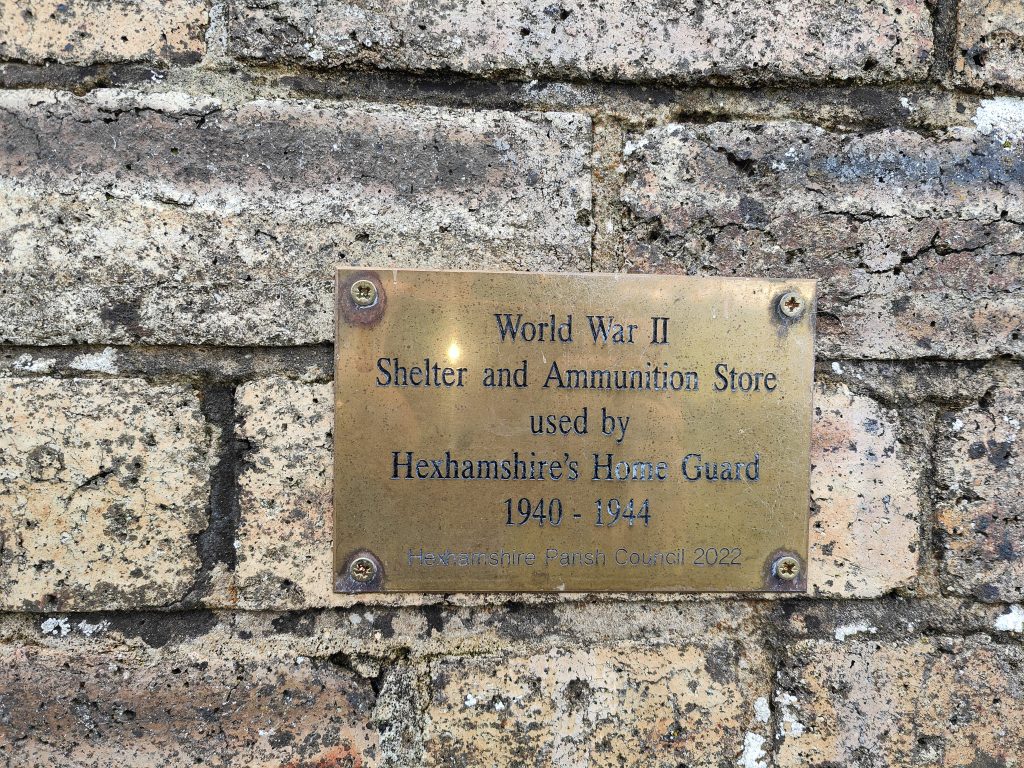 World War II
Shelter and Ammunition Store
used by
Hexhamshire's Home Guard
1940 - 1944
Hexhamshire Parish Council 2022